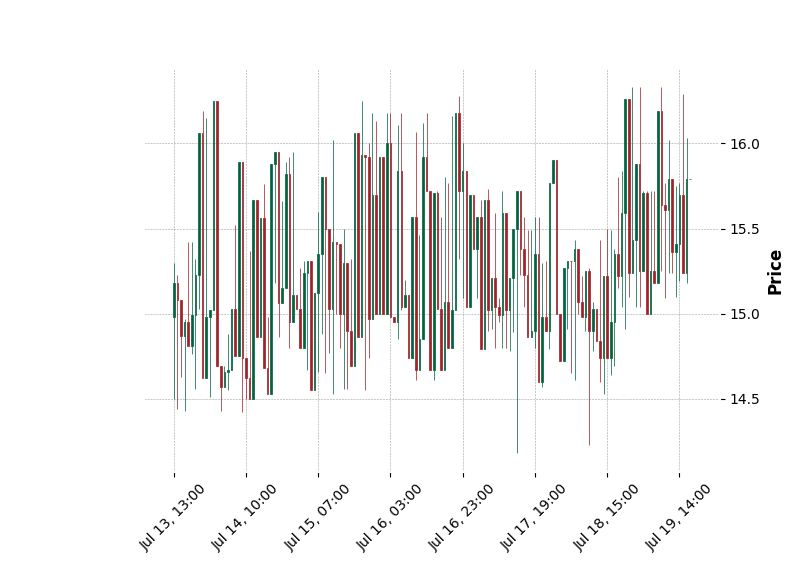 16.0
15.5
15.0
14.5
Price
Jul 13, 13:00
Jul 14, 10:00
Jul 15, 07:00
Jul 16, 03:00
Jul 16, 23:00
Jul 17, 19:00
Jul 18, 15:00
Jul 19, 14:00